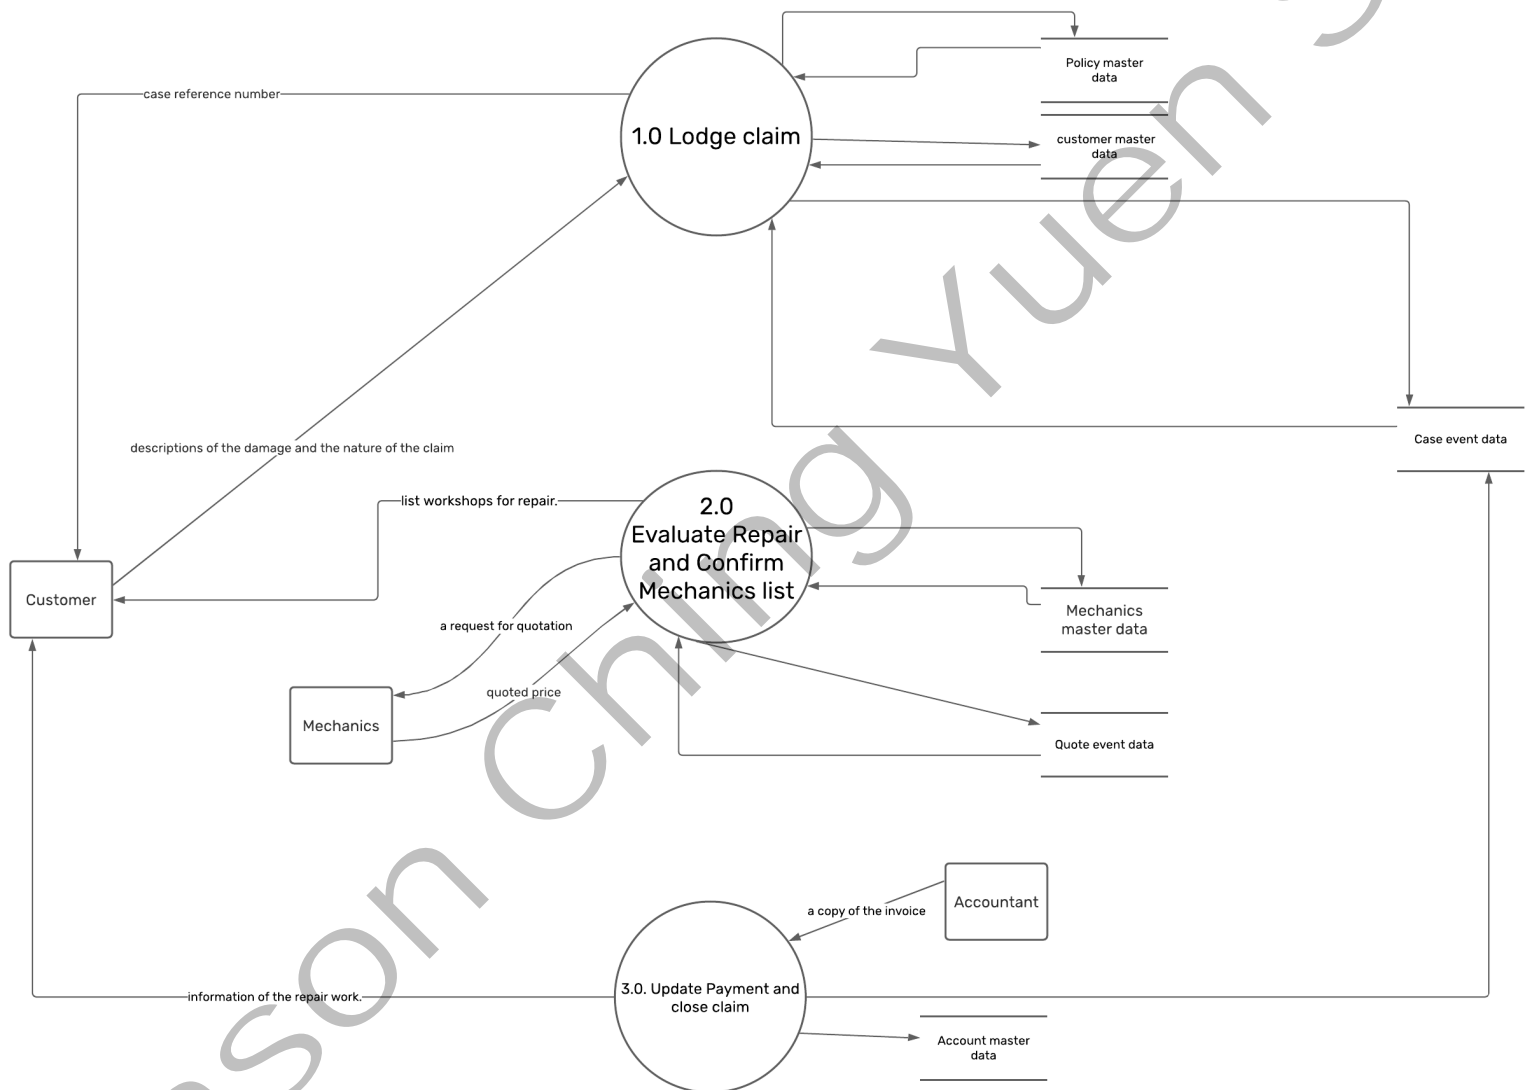 Policy master
data
case reference number
1.0 Lodge claim
customer master
data
descriptions of the damage and the nature of the claim
Case event data
list workshops for repair.
2.0
Evaluate Repair
and Confirm
Mechanics list
Customer
a request for quotation
Mechanics
master data
quoted price
Mechanics
Quote event data
Accountant
a copy of the invoice
information of the repair work.
3.0. Update Payment and
close claim
Account master
data
son Ching Yuen